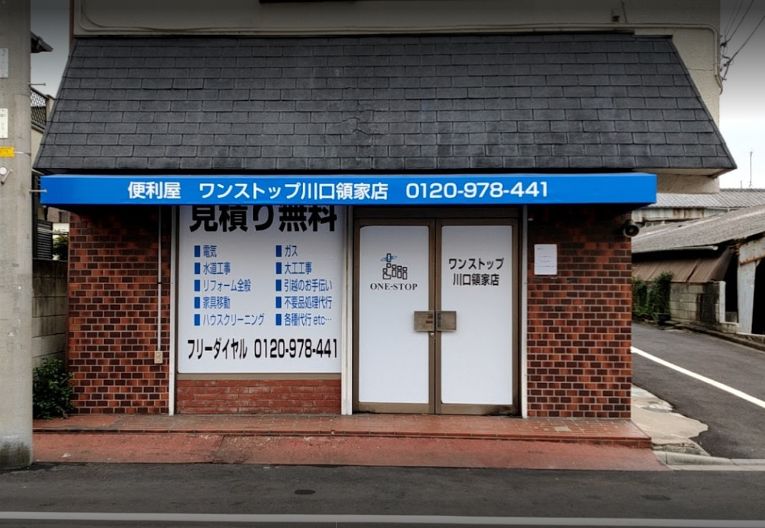 便利屋 ワンストップ川口領家店 0120-978-441
見積り無料
■電気 ■ガス
■水道工事 ■大工工事
■リフォーム全般 ■引越のお手伝い
■家具移動 ■不要品処理代行
■ハウスクリーニング ■各種代行 etc…
フリーダイヤル 0120-978-441
ONE-STOP
ワンストップ
川口領家店